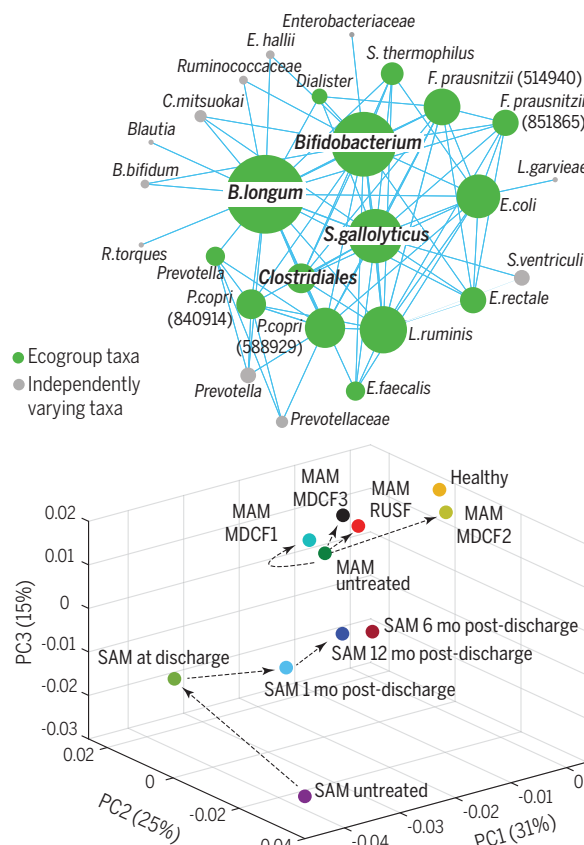 Enterobacteriaceae
E. hallii
S. thermophilus
Ruminococcaceae
Dialister
F. prausnitzii (514940)
C.mitsuokai
F. prausnitzii
(851865)
Blautia
Bifidobacterium
L.garvieae
B.bifidum
B.longum
E.coli
S.gallolyticus
R.torques
S.ventriculi
Prevotella
Clostridiales
P.copri
(840914)
E.rectale
P.copri
(588929)
L.ruminis
Ecogroup taxa
Independently
varying taxa
Prevotella
E.faecalis
Prevotellaceae
MAM
MDCF3
MAM
RUSF
Healthy
MAM
MDCF1
MAM
MDCF2
MAM
untreated
SAM 6 mo post-discharge
SAM 12 mo post-discharge
SAM at discharge
SAM 1 mo post-discharge
SAM untreated
PC3 (15%)
0.02
0.01
0
-0.01
-0.02
-0.03
PC2 (25%)
0.02
0
-0.02
-0.04
PC1 (31%)
-0.04
-0.03
-0.02
-0.01
0